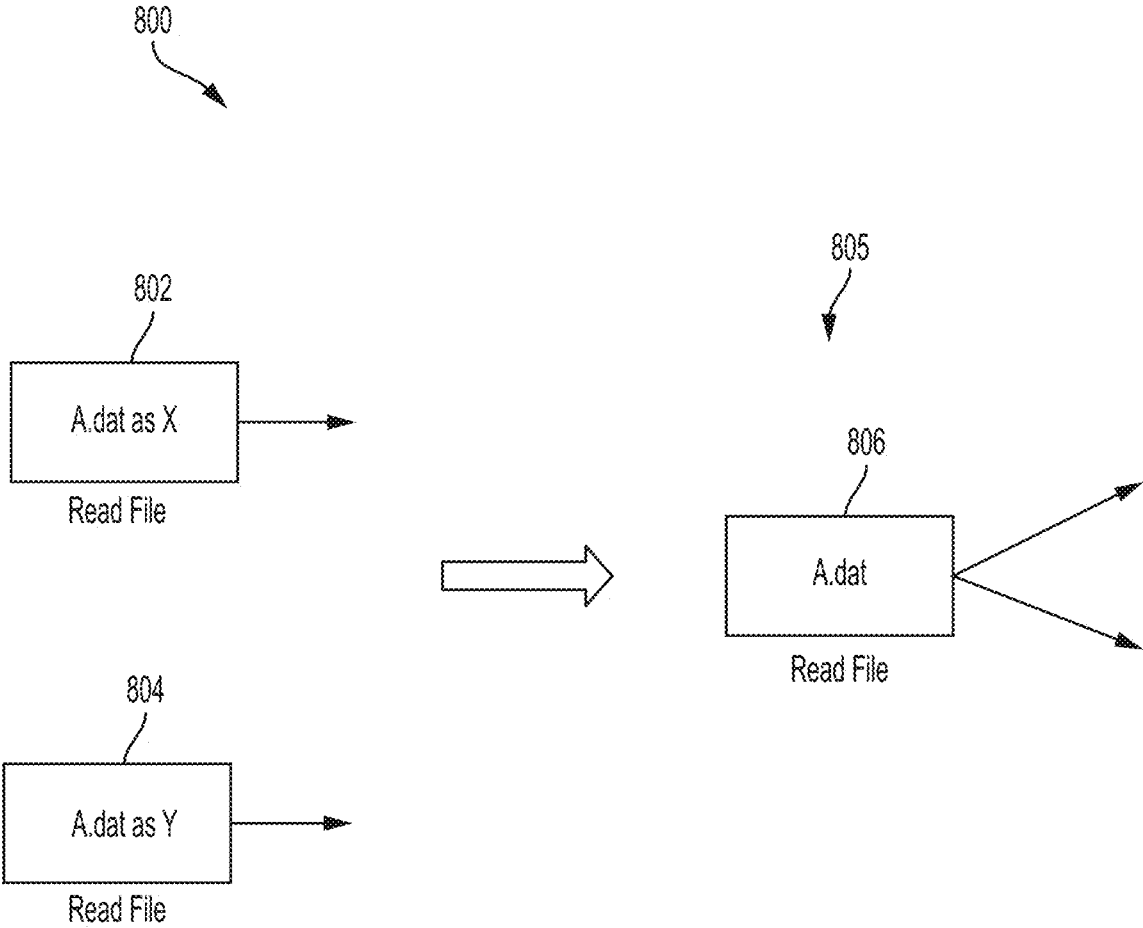 800
802
A.dat as X
Read File
804
A.dat as Y
Read File
805
806
A.dat
Read File